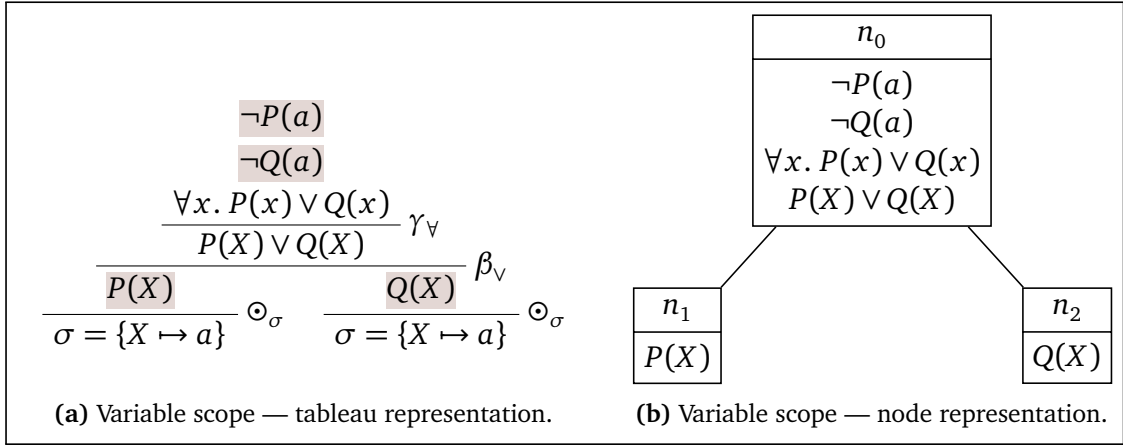 ¬P(a)
¬Q(a)
∀x. P(x) ∨ Q(x)
γ∀
P(X) ∨ Q(X)
β∨
P(X) Q(X)
⊙σ ⊙σ
σ = {X ↦ a} σ = {X ↦ a}
(a) Variable scope — tableau representation.
n₀
¬P(a)
¬Q(a)
∀x. P(x) ∨ Q(x)
P(X) ∨ Q(X)
n₁ n₂
P(X) Q(X)
(b) Variable scope — node representation.